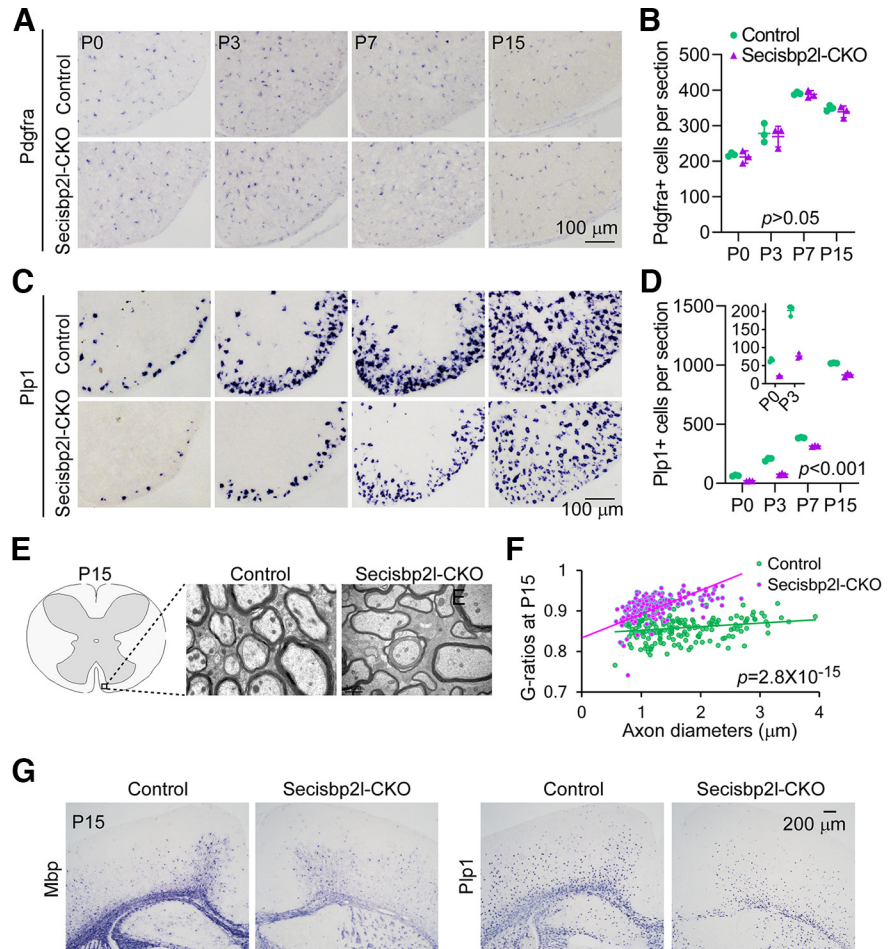 A
P0
P3
P7
P15
Control
Pdgfra
Secisbp2l-CKO
100 μm
B
Control
Secisbp2l-CKO
Pdgfra+ cells per section
500
400
300
200
100
0
p>0.05
P0 P3 P7 P15
C
Control
Plp1
Secisbp2l-CKO
100 μm
D
Plp1+ cells per section
1500
1000
500
0
200
150
100
50
0
P0 P3
p<0.001
P0 P3 P7 P15
E
P15
Control
Secisbp2l-CKO
E
F
Control
Secisbp2l-CKO
G-ratios at P15
1
0.9
0.8
0.7
p=2.8X10-15
0 1 2 3 4
Axon diameters (μm)
G
Control
Secisbp2l-CKO
Control
Secisbp2l-CKO
P15
Mbp
Plp1
200 μm